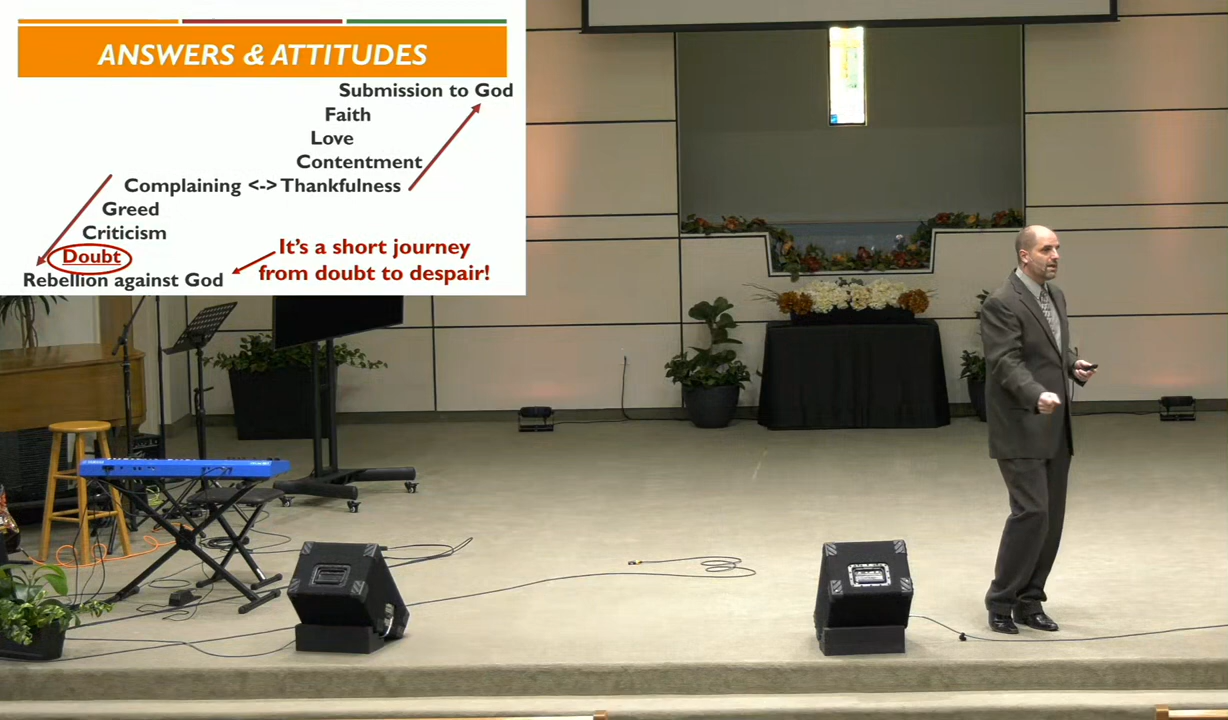 ANSWERS & ATTITUDES
Submission to God
Faith
Love
Contentment
Complaining <-> Thankfulness
Greed
Criticism
Doubt
Rebellion against God
It's a short journey
from doubt to despair!